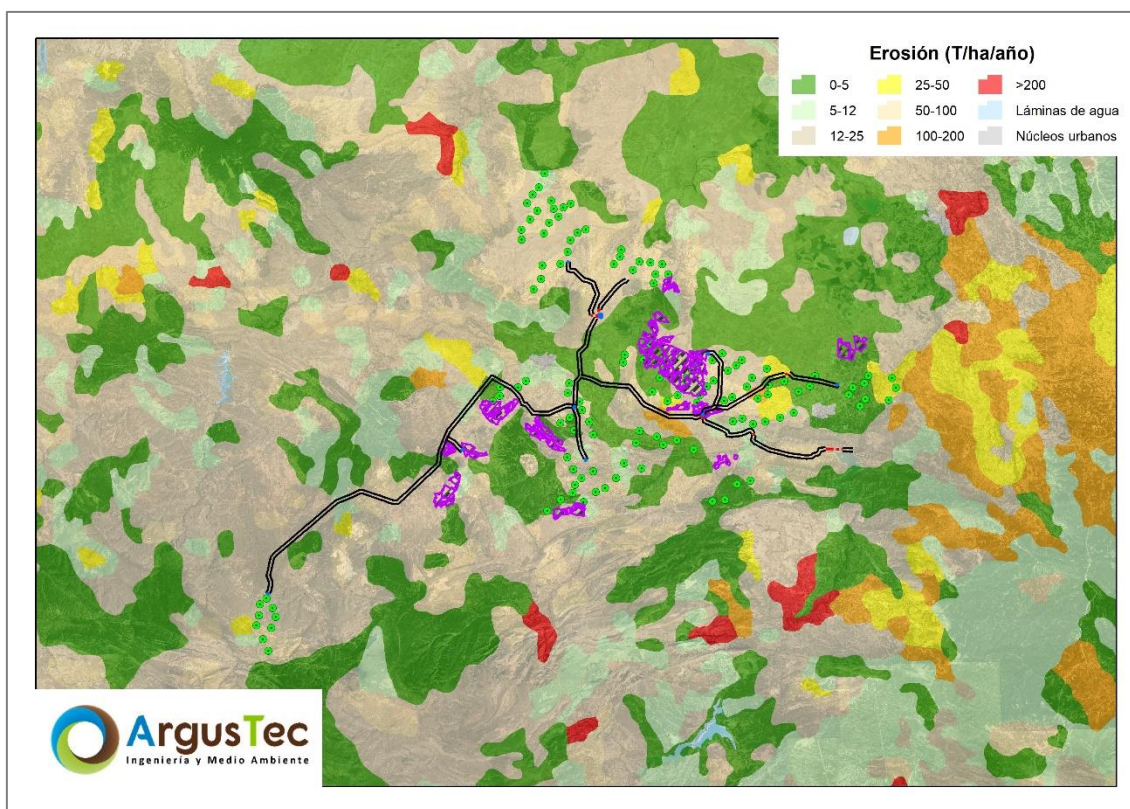 Erosión (T/ha/año)
0-5
25-50
>200
5-12
50-100
Láminas de agua
12-25
100-200
Núcleos urbanos
ArgusTec
Ingeniería y Medio Ambiente